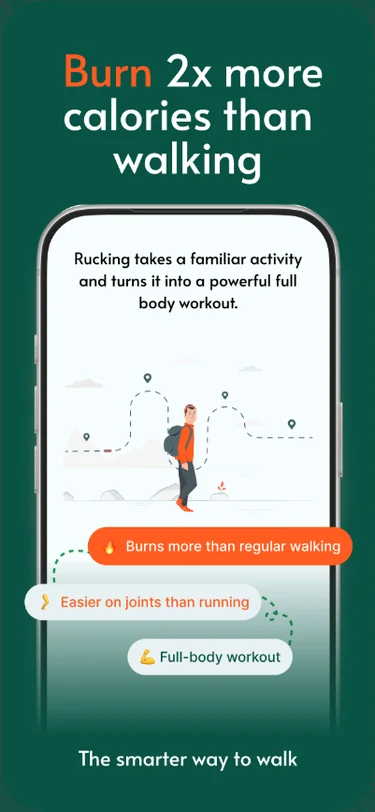 Burn 2x more
calories than
walking
Rucking takes a familiar activity
and turns it into a powerful full
body workout.
🔥 Burns more than regular walking
🦵 Easier on joints than running
💪 Full-body workout
The smarter way to walk